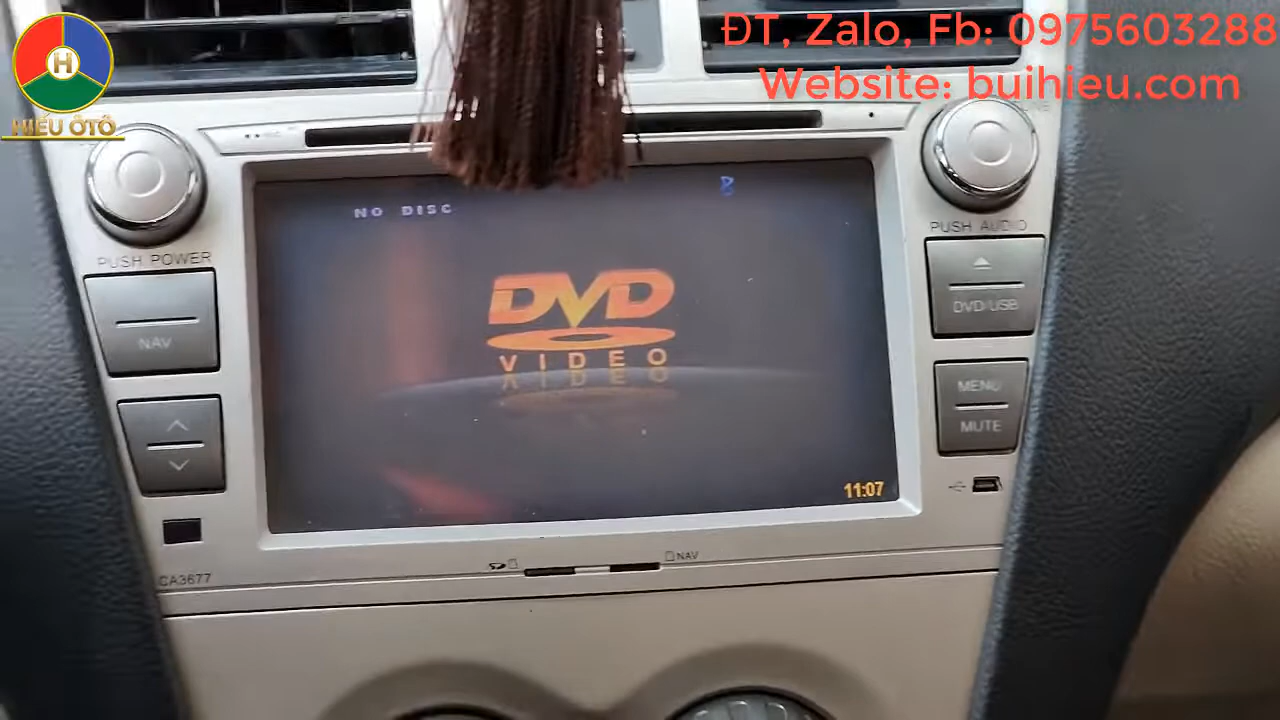 ĐT, Zalo, Fb: 0975603288
Website: buihieu.com
H
HIẾU ÔTÔ
PUSH POWER
PUSH AUDIO
NO DISC
DVD
VIDEO
NAV
DVD/USB
MENU
MUTE
11:07
NAV
CA3677